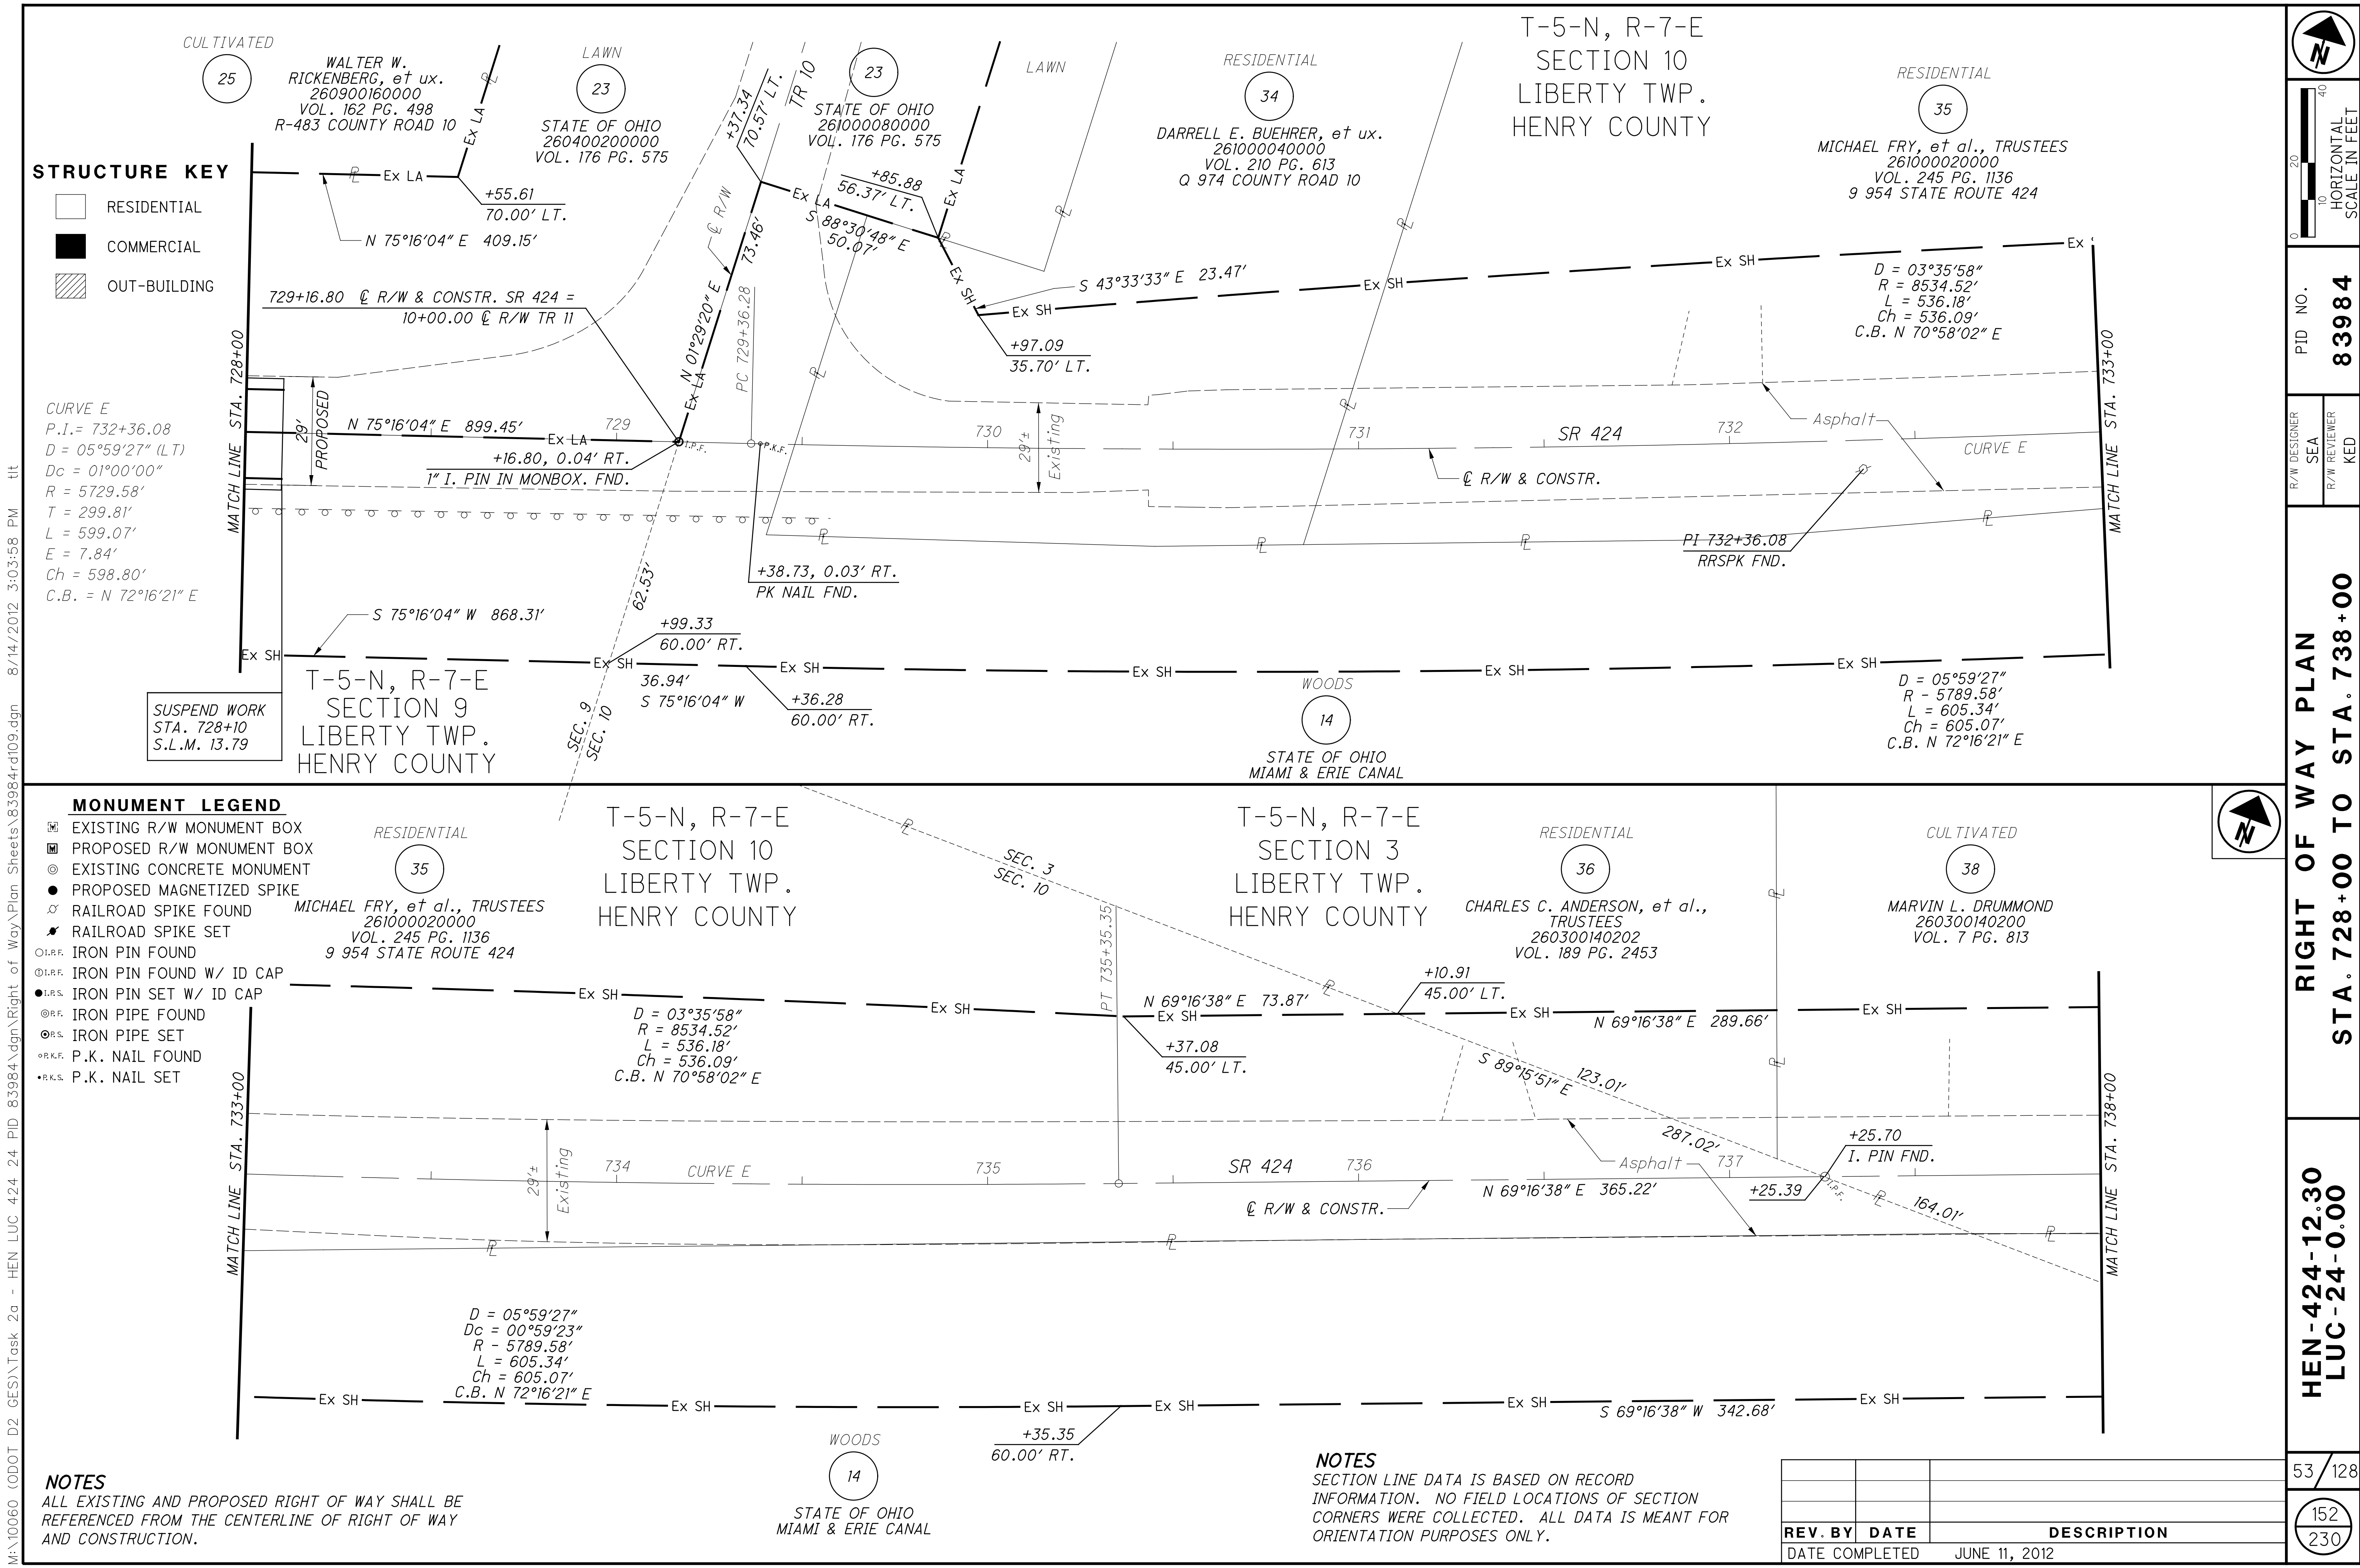 CULTIVATED
25
WALTER W.
RICKENBERG, et ux.
260900160000
VOL. 162 PG. 498
R-483 COUNTY ROAD 10
LAWN
23
STATE OF OHIO
260400200000
VOL. 176 PG. 575
+37.34
70.57' LT.
TR 10
23
STATE OF OHIO
261000080000
VOL. 176 PG. 575
LAWN
RESIDENTIAL
34
DARRELL E. BUEHRER, et ux.
261000040000
VOL. 210 PG. 613
Q 974 COUNTY ROAD 10
T-5-N, R-7-E
SECTION 10
LIBERTY TWP.
HENRY COUNTY
RESIDENTIAL
35
MICHAEL FRY, et al., TRUSTEES
261000020000
VOL. 245 PG. 1136
9 954 STATE ROUTE 424
STRUCTURE KEY
RESIDENTIAL
COMMERCIAL
OUT-BUILDING
Ex LA
Ex LA
+55.61
70.00' LT.
N 75°16'04" E 409.15'
Ex LA
+85.88
56.37' LT.
S 88°30'48" E
50.07'
Ex LA
Ex SH
S 43°33'33" E 23.47'
Ex SH
Ex SH
Ex SH
Ex
+97.09
35.70' LT.
D = 03°35'58"
R = 8534.52'
L = 536.18'
Ch = 536.09'
C.B. N 70°58'02" E
729+16.80 ℄ R/W & CONSTR. SR 424 =
10+00.00 ℄ R/W TR 11
℄ R/W
73.46'
N 01°29'20" E
Ex LA
PC 729+36.28
MATCH LINE STA. 728+00
29'
PROPOSED
N 75°16'04" E 899.45'
729
Ex LA
+16.80, 0.04' RT.
1" I. PIN IN MONBOX. FND.
I.P.F.
P.K.F.
730
29'±
Existing
731
SR 424
732
Asphalt
CURVE E
℄ R/W & CONSTR.
MATCH LINE STA. 733+00
CURVE E
P.I.= 732+36.08
D = 05°59'27" (LT)
Dc = 01°00'00"
R = 5729.58'
T = 299.81'
L = 599.07'
E = 7.84'
Ch = 598.80'
C.B. = N 72°16'21" E
PI 732+36.08
RRSPK FND.
+38.73, 0.03' RT.
PK NAIL FND.
62.53'
S 75°16'04" W 868.31'
+99.33
60.00' RT.
Ex SH
Ex SH
Ex SH
Ex SH
Ex SH
Ex SH
36.94'
S 75°16'04" W
+36.28
60.00' RT.
SEC. 9
SEC. 10
T-5-N, R-7-E
SECTION 9
LIBERTY TWP.
HENRY COUNTY
SUSPEND WORK
STA. 728+10
S.L.M. 13.79
WOODS
14
STATE OF OHIO
MIAMI & ERIE CANAL
D = 05°59'27"
R - 5789.58'
L = 605.34'
Ch = 605.07'
C.B. N 72°16'21" E
MONUMENT LEGEND
EXISTING R/W MONUMENT BOX
PROPOSED R/W MONUMENT BOX
EXISTING CONCRETE MONUMENT
PROPOSED MAGNETIZED SPIKE
RAILROAD SPIKE FOUND
RAILROAD SPIKE SET
I.P.F. IRON PIN FOUND
I.P.F. IRON PIN FOUND W/ ID CAP
I.P.S. IRON PIN SET W/ ID CAP
P.F. IRON PIPE FOUND
P.S. IRON PIPE SET
P.K.F. P.K. NAIL FOUND
P.K.S. P.K. NAIL SET
RESIDENTIAL
35
MICHAEL FRY, et al., TRUSTEES
261000020000
VOL. 245 PG. 1136
9 954 STATE ROUTE 424
T-5-N, R-7-E
SECTION 10
LIBERTY TWP.
HENRY COUNTY
SEC. 3
SEC. 10
PT 735+35.35
T-5-N, R-7-E
SECTION 3
LIBERTY TWP.
HENRY COUNTY
RESIDENTIAL
36
CHARLES C. ANDERSON, et al.,
TRUSTEES
260300140202
VOL. 189 PG. 2453
CULTIVATED
38
MARVIN L. DRUMMOND
260300140200
VOL. 7 PG. 813
Ex SH
Ex SH
N 69°16'38" E 73.87'
Ex SH
+10.91
45.00' LT.
Ex SH
N 69°16'38" E 289.66'
Ex SH
D = 03°35'58"
R = 8534.52'
L = 536.18'
Ch = 536.09'
C.B. N 70°58'02" E
+37.08
45.00' LT.
S 89°15'51" E
123.01'
287.02'
MATCH LINE STA. 733+00
29'±
Existing
734
CURVE E
735
SR 424
736
Asphalt
737
+25.70
I. PIN FND.
+25.39
I.P.F.
N 69°16'38" E 365.22'
℄ R/W & CONSTR.
164.01'
MATCH LINE STA. 738+00
D = 05°59'27"
Dc = 00°59'23"
R - 5789.58'
L = 605.34'
Ch = 605.07'
C.B. N 72°16'21" E
Ex SH
Ex SH
Ex SH
Ex SH
Ex SH
Ex SH
S 69°16'38" W 342.68'
+35.35
60.00' RT.
WOODS
14
STATE OF OHIO
MIAMI & ERIE CANAL
NOTES
ALL EXISTING AND PROPOSED RIGHT OF WAY SHALL BE
REFERENCED FROM THE CENTERLINE OF RIGHT OF WAY
AND CONSTRUCTION.
NOTES
SECTION LINE DATA IS BASED ON RECORD
INFORMATION. NO FIELD LOCATIONS OF SECTION
CORNERS WERE COLLECTED. ALL DATA IS MEANT FOR
ORIENTATION PURPOSES ONLY.
REV. BY DATE DESCRIPTION
DATE COMPLETED JUNE 11, 2012
N
N
0 10 20 40
HORIZONTAL
SCALE IN FEET
PID NO.
83984
R/W DESIGNER
SEA
R/W REVIEWER
KED
RIGHT OF WAY PLAN
STA. 728+00 TO STA. 738+00
HEN-424-12.30
LUC-24-0.00
53/128
152
230
M:\10060 (ODOT D2 GES)\Task 2a - HEN LUC 424 24 PID 83984\dgn\Right of Way\Plan Sheets\83984rd109.dgn 8/14/2012 3:03:58 PM tlt